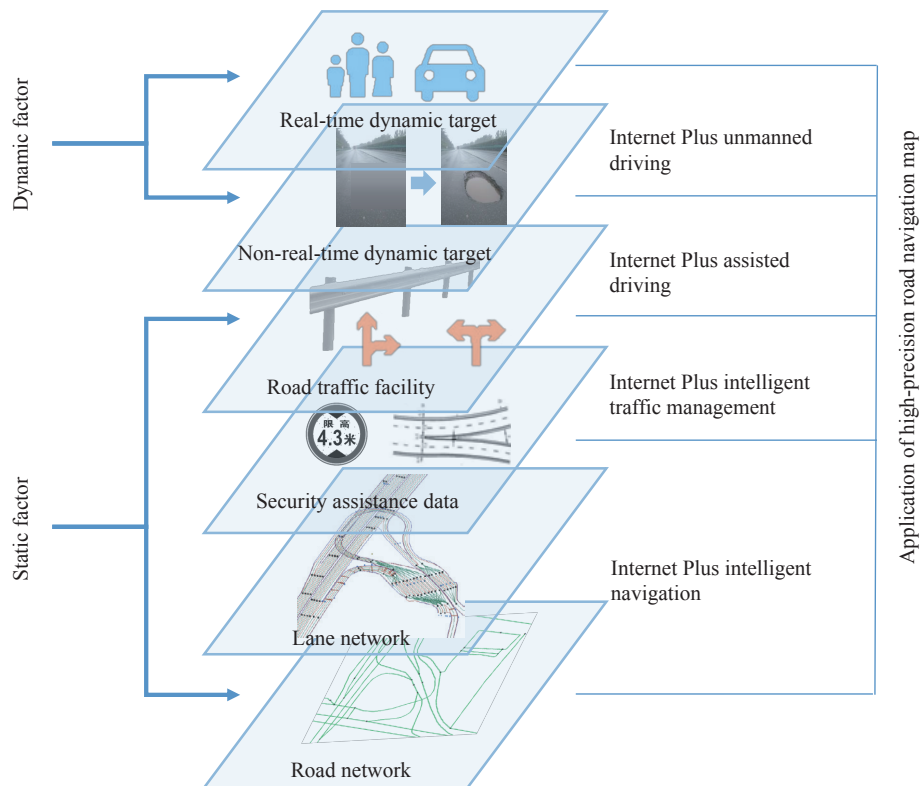 Dynamic factor
Static factor
Real-time dynamic target
Non-real-time dynamic target
Road traffic facility
限高
4.3米
Security assistance data
Lane network
Road network
Internet Plus unmanned
driving
Internet Plus assisted
driving
Internet Plus intelligent
traffic management
Internet Plus intelligent
navigation
Application of high-precision road navigation map